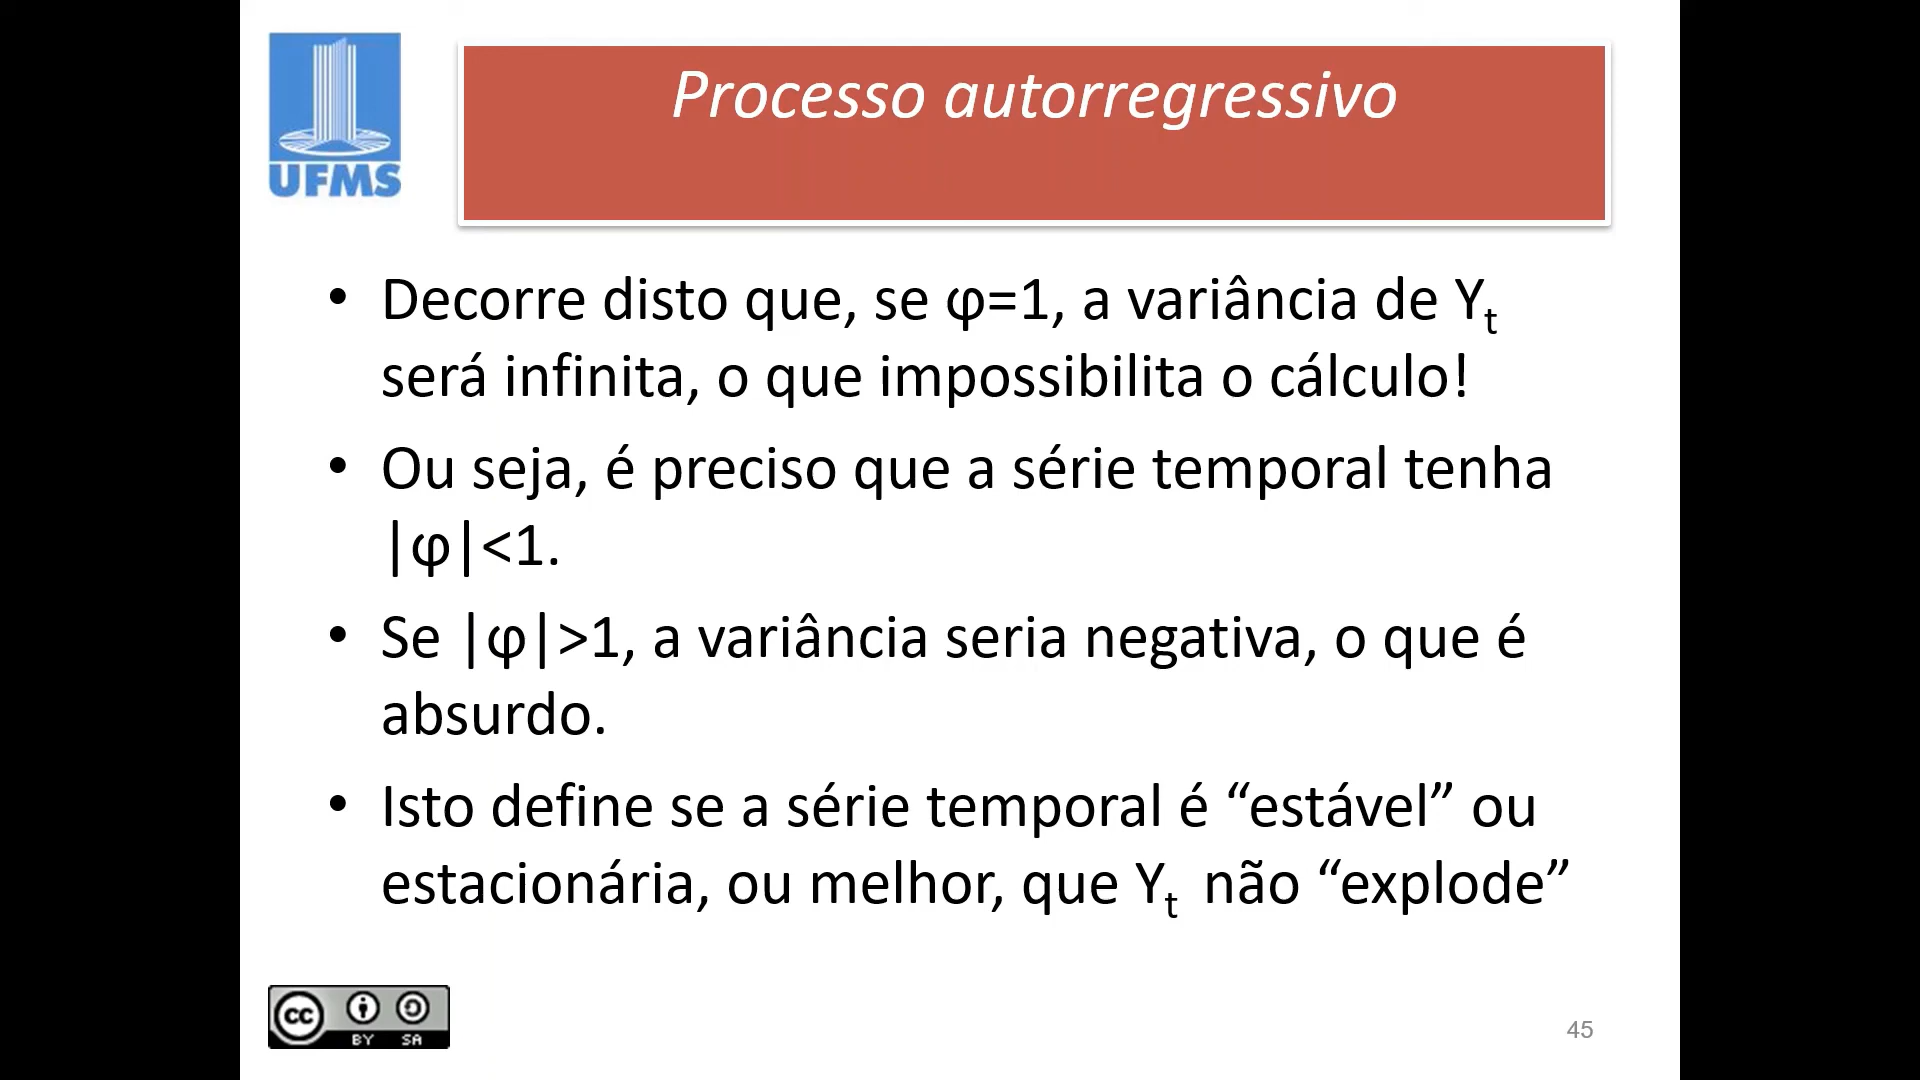 UFMS
Processo autorregressivo
• Decorre disto que, se φ=1, a variância de Yt
será infinita, o que impossibilita o cálculo!
• Ou seja, é preciso que a série temporal tenha
|φ|<1.
• Se |φ|>1, a variância seria negativa, o que é
absurdo.
• Isto define se a série temporal é “estável” ou
estacionária, ou melhor, que Yt não “explode”
cc BY SA
45